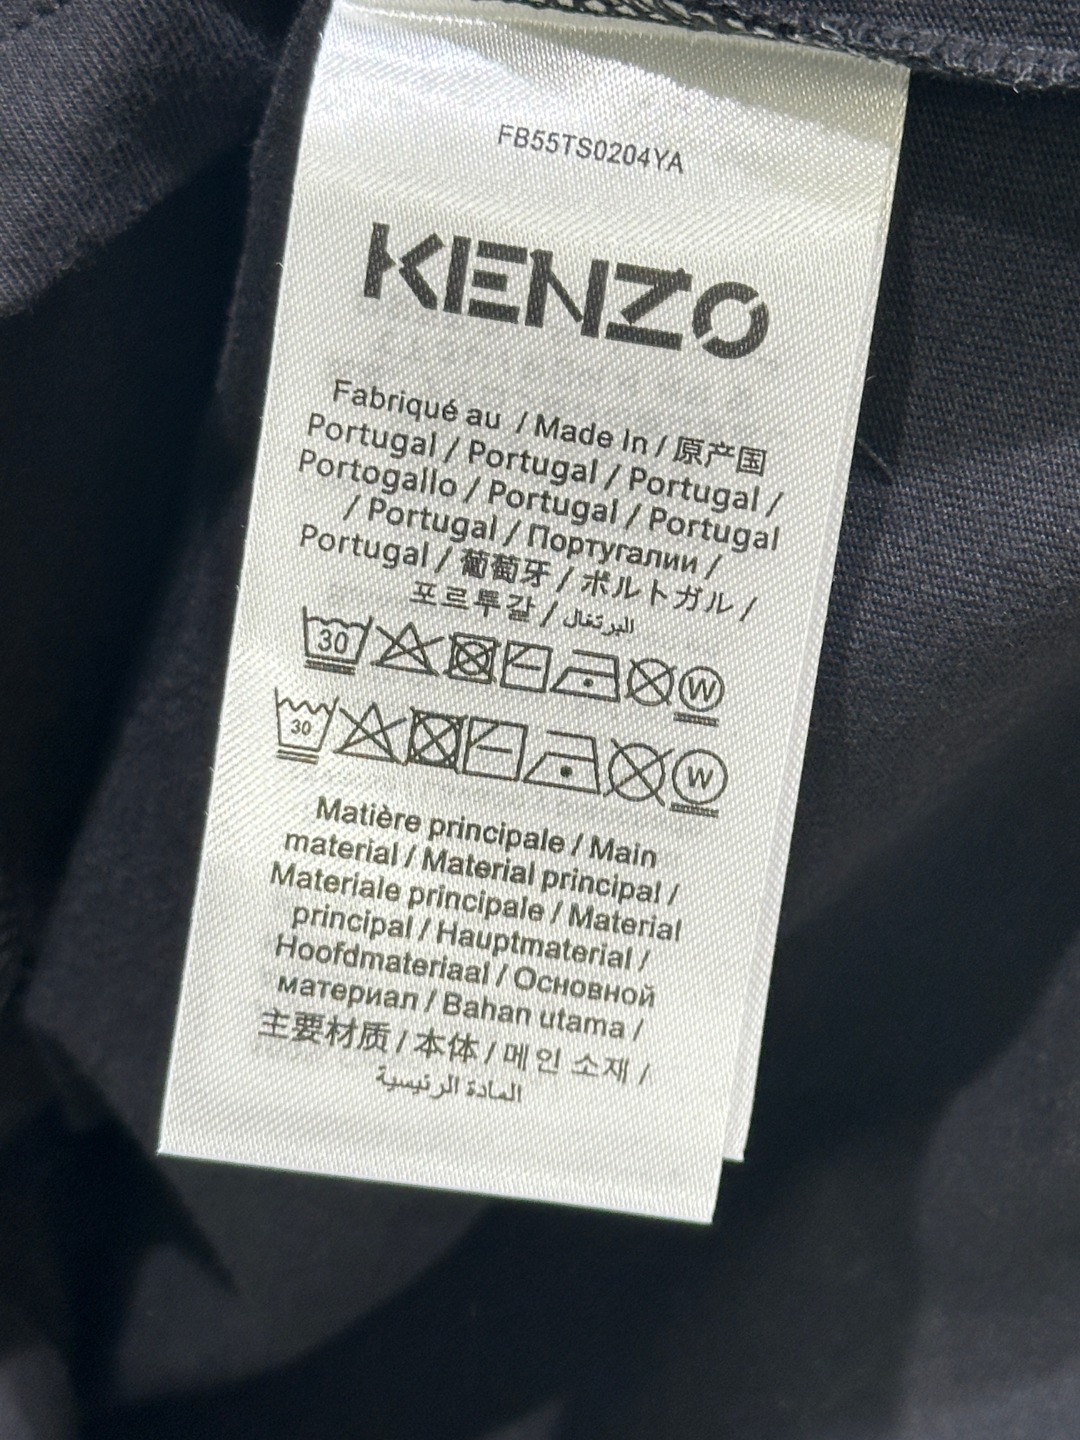 FB55TS0204YA
KENZO
Fabriqué au / Made In / 原产国
Portugal / Portugal / Portugal /
Portogallo / Portugal / Portugal
/ Portugal / Португалии /
Portugal / 葡萄牙 / ポルトガル /
포르투갈 / البرتغال
30 W
30 W
Matière principale / Main
material / Material principal /
Materiale principale / Material
principal / Hauptmaterial /
Hoofdmateriaal / Основной
материал / Bahan utama /
主要材质 / 本体 / 메인 소재 /
المادة الرئيسية